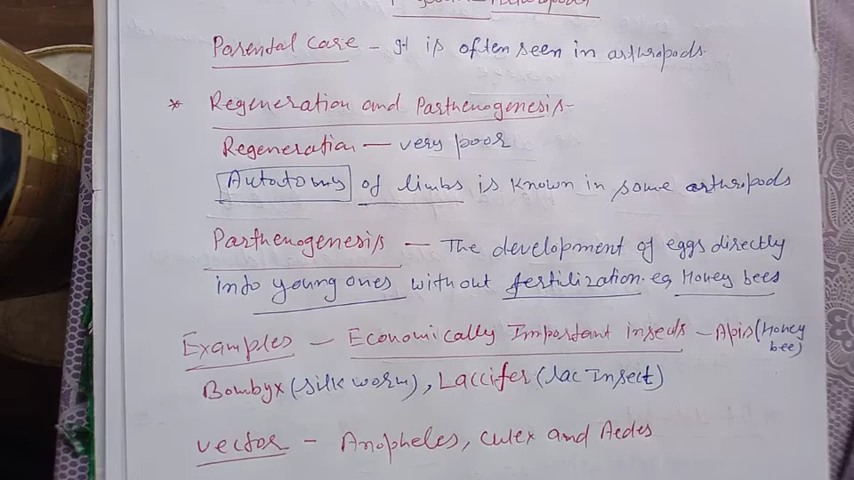 Parental Care - It is often seen in arthropods.
* Regeneration and Parthenogenesis-
Regeneration — very poor
Autotomy of limbs is known in some arthropods
Parthenogenesis — The development of eggs directly
into young ones without fertilization. eg Honey bees
Examples — Economically Important insects - Apis (Honey
bee)
Bombyx (silk worm), Laccifer (lac Insect)
vector - Anopheles, culex and Aedes